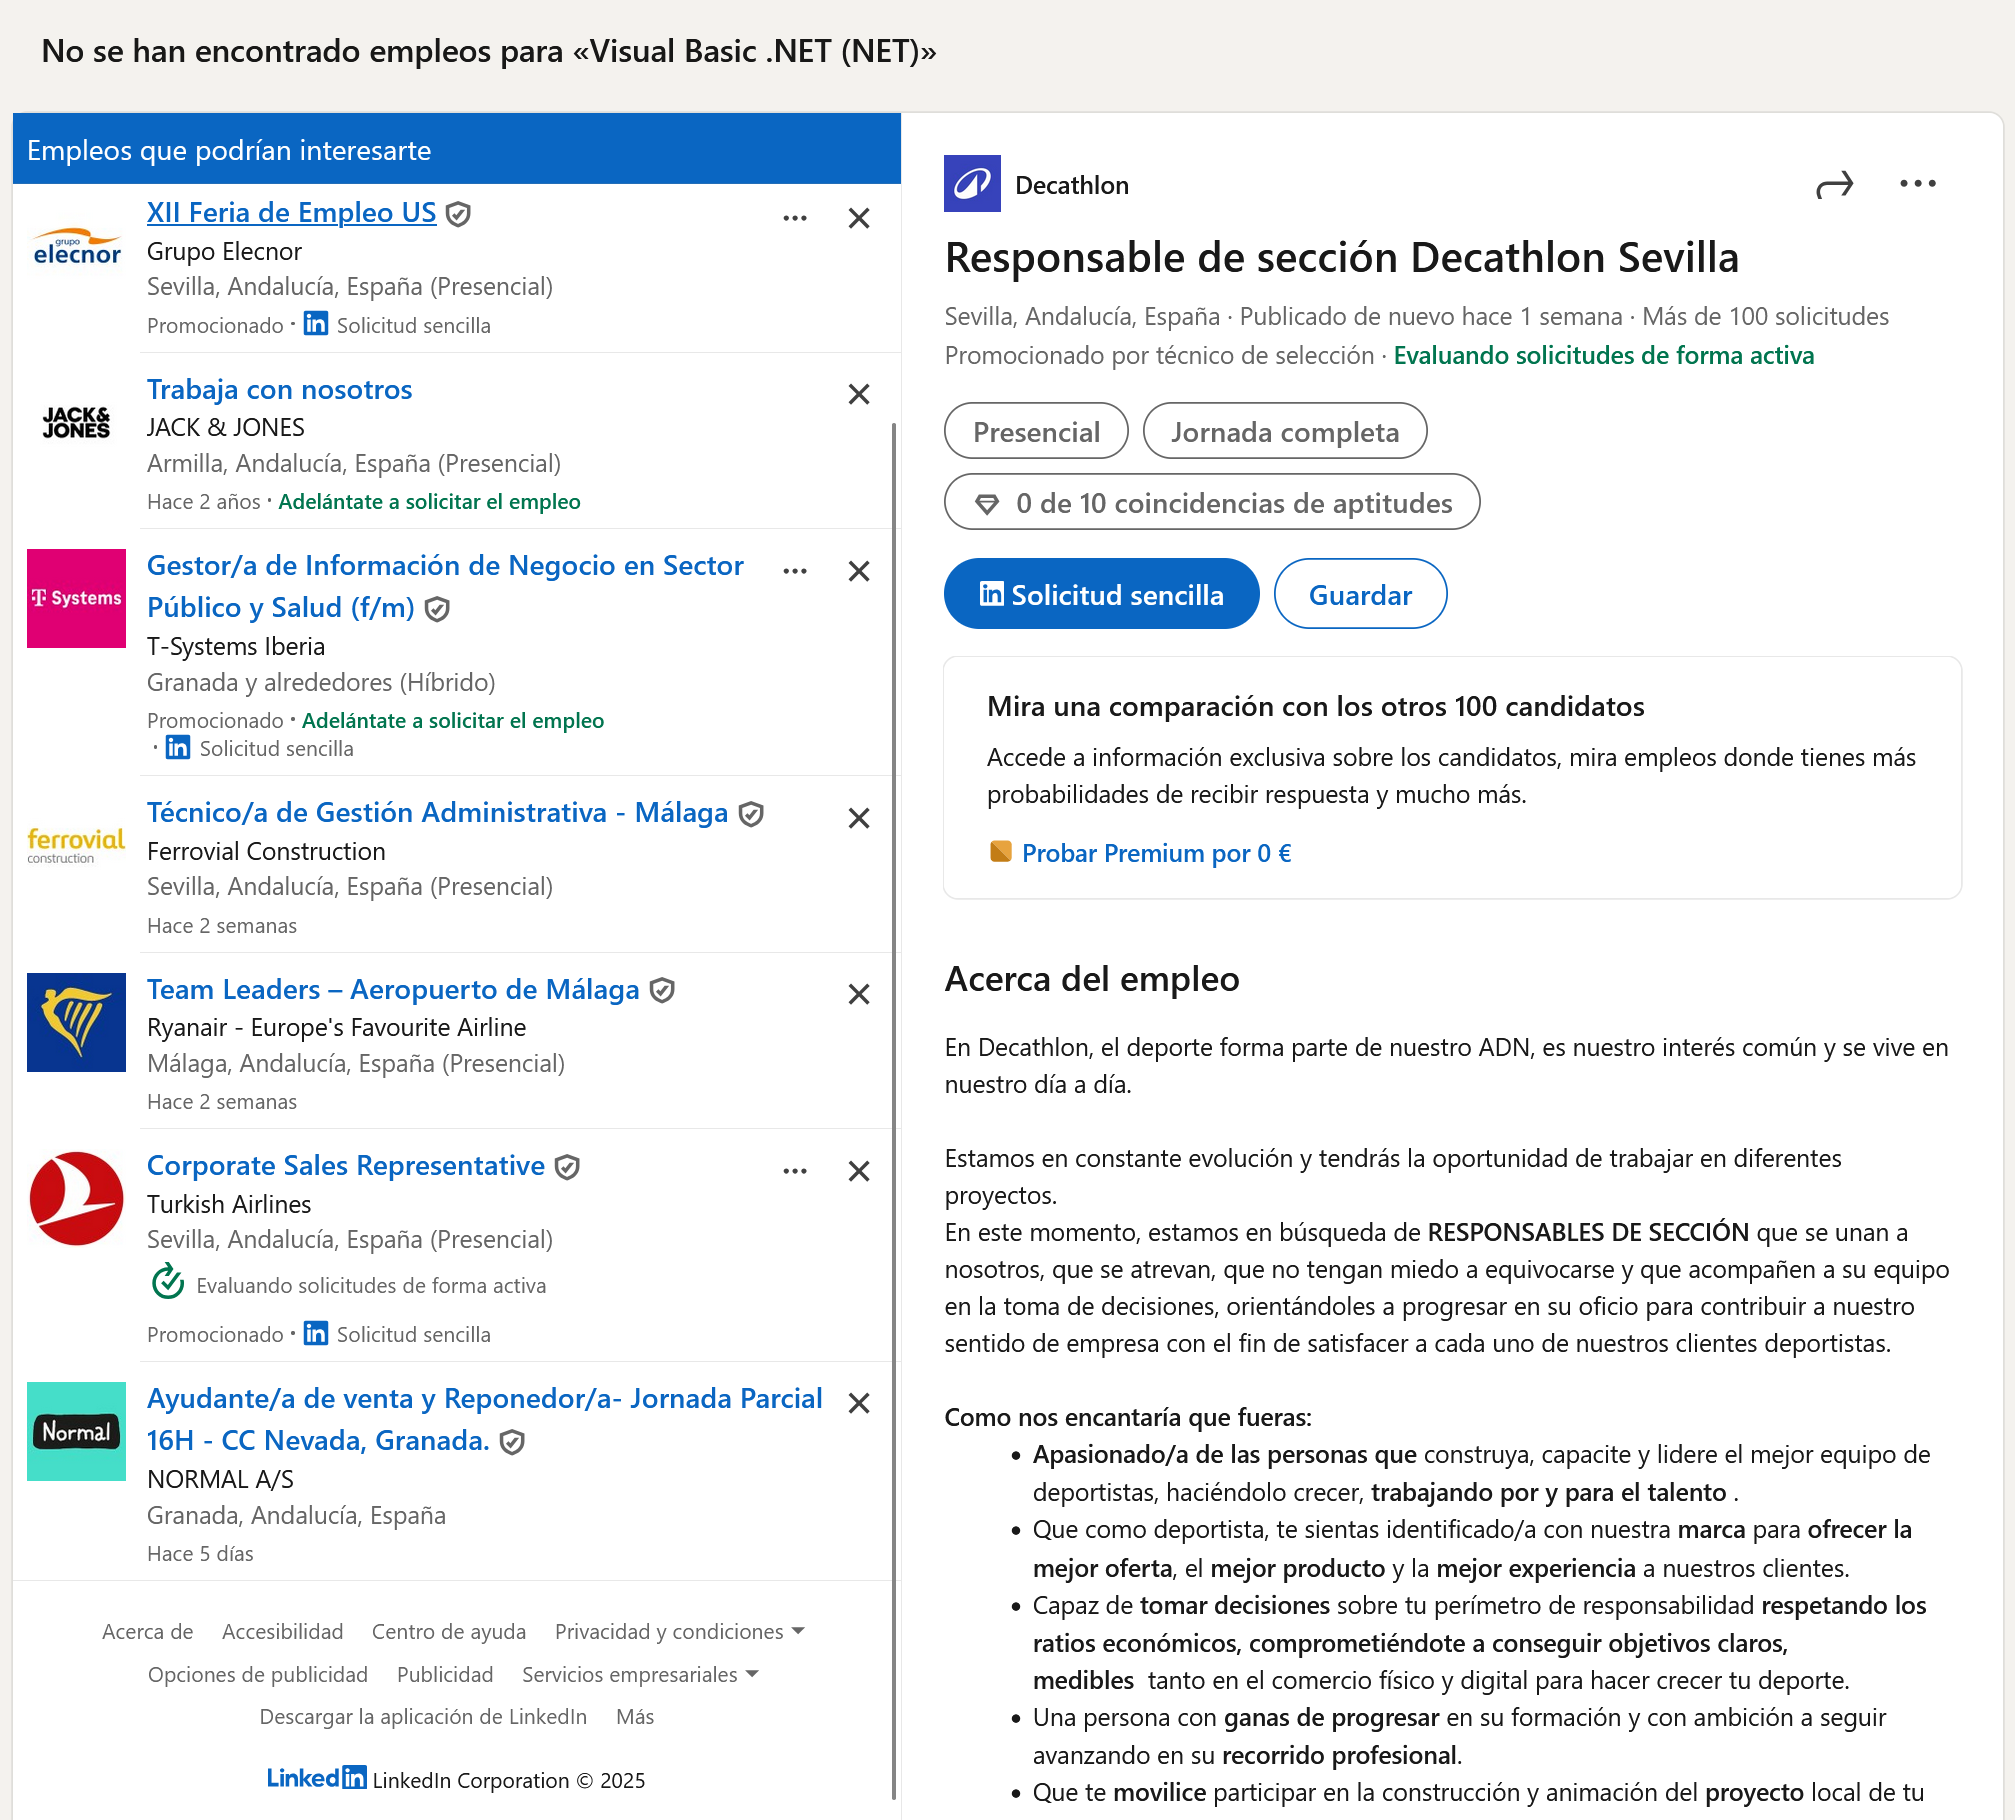 No se han encontrado empleos para «Visual Basic .NET (NET)»
Empleos que podrían interesarte
grupo
elecnor
XII Feria de Empleo US
Grupo Elecnor
Sevilla, Andalucía, España (Presencial)
Promocionado · in Solicitud sencilla
JACK&
JONES
Trabaja con nosotros
JACK & JONES
Armilla, Andalucía, España (Presencial)
Hace 2 años · Adelántate a solicitar el empleo
T Systems
Gestor/a de Información de Negocio en Sector
Público y Salud (f/m)
T-Systems Iberia
Granada y alrededores (Híbrido)
Promocionado · Adelántate a solicitar el empleo
· in Solicitud sencilla
ferrovial
construction
Técnico/a de Gestión Administrativa - Málaga
Ferrovial Construction
Sevilla, Andalucía, España (Presencial)
Hace 2 semanas
Team Leaders – Aeropuerto de Málaga
Ryanair - Europe's Favourite Airline
Málaga, Andalucía, España (Presencial)
Hace 2 semanas
Corporate Sales Representative
Turkish Airlines
Sevilla, Andalucía, España (Presencial)
Evaluando solicitudes de forma activa
Promocionado · in Solicitud sencilla
Normal
Ayudante/a de venta y Reponedor/a- Jornada Parcial
16H - CC Nevada, Granada.
NORMAL A/S
Granada, Andalucía, España
Hace 5 días
Acerca de Accesibilidad Centro de ayuda Privacidad y condiciones
Opciones de publicidad Publicidad Servicios empresariales
Descargar la aplicación de LinkedIn Más
LinkedIn LinkedIn Corporation © 2025
Decathlon
Responsable de sección Decathlon Sevilla
Sevilla, Andalucía, España · Publicado de nuevo hace 1 semana · Más de 100 solicitudes
Promocionado por técnico de selección · Evaluando solicitudes de forma activa
Presencial Jornada completa
0 de 10 coincidencias de aptitudes
in Solicitud sencilla Guardar
Mira una comparación con los otros 100 candidatos
Accede a información exclusiva sobre los candidatos, mira empleos donde tienes más
probabilidades de recibir respuesta y mucho más.
Probar Premium por 0 €
Acerca del empleo
En Decathlon, el deporte forma parte de nuestro ADN, es nuestro interés común y se vive en
nuestro día a día.
Estamos en constante evolución y tendrás la oportunidad de trabajar en diferentes
proyectos.
En este momento, estamos en búsqueda de RESPONSABLES DE SECCIÓN que se unan a
nosotros, que se atrevan, que no tengan miedo a equivocarse y que acompañen a su equipo
en la toma de decisiones, orientándoles a progresar en su oficio para contribuir a nuestro
sentido de empresa con el fin de satisfacer a cada uno de nuestros clientes deportistas.
Como nos encantaría que fueras:
• Apasionado/a de las personas que construya, capacite y lidere el mejor equipo de
deportistas, haciéndolo crecer, trabajando por y para el talento .
• Que como deportista, te sientas identificado/a con nuestra marca para ofrecer la
mejor oferta, el mejor producto y la mejor experiencia a nuestros clientes.
• Capaz de tomar decisiones sobre tu perímetro de responsabilidad respetando los
ratios económicos, comprometiéndote a conseguir objetivos claros,
medibles tanto en el comercio físico y digital para hacer crecer tu deporte.
• Una persona con ganas de progresar en su formación y con ambición a seguir
avanzando en su recorrido profesional.
• Que te movilice participar en la construcción y animación del proyecto local de tu